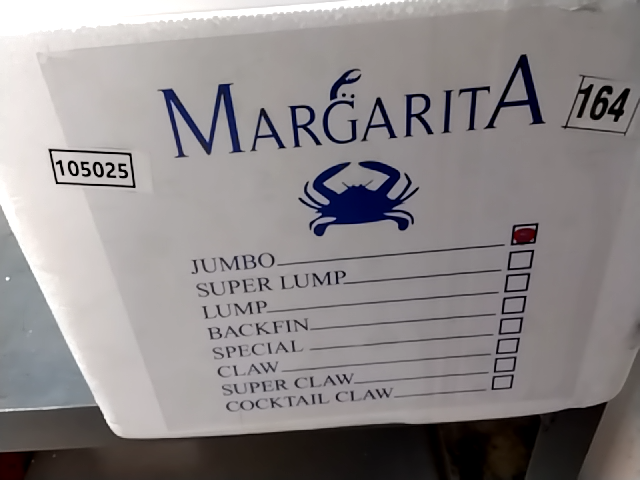 MARGARITA
164
105025
JUMBO
SUPER LUMP
LUMP
BACKFIN
SPECIAL
CLAW
SUPER CLAW
COCKTAIL CLAW